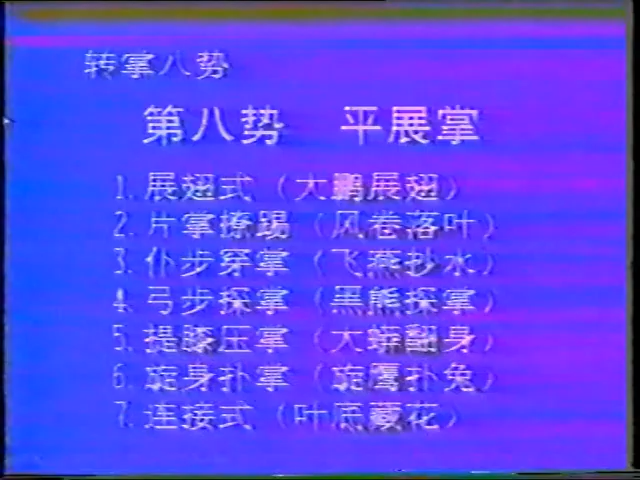 转掌八势
第八势 平展掌
1.展翅式（大鹏展翅）
2.片掌撩踢（风卷落叶）
3.仆步穿掌（飞燕抄水）
4.弓步探掌（黑熊探掌）
5.提膝压掌（大蟒翻身）
6.旋身扑掌（旋鹰扑兔）
7.连接式（叶底藏花）